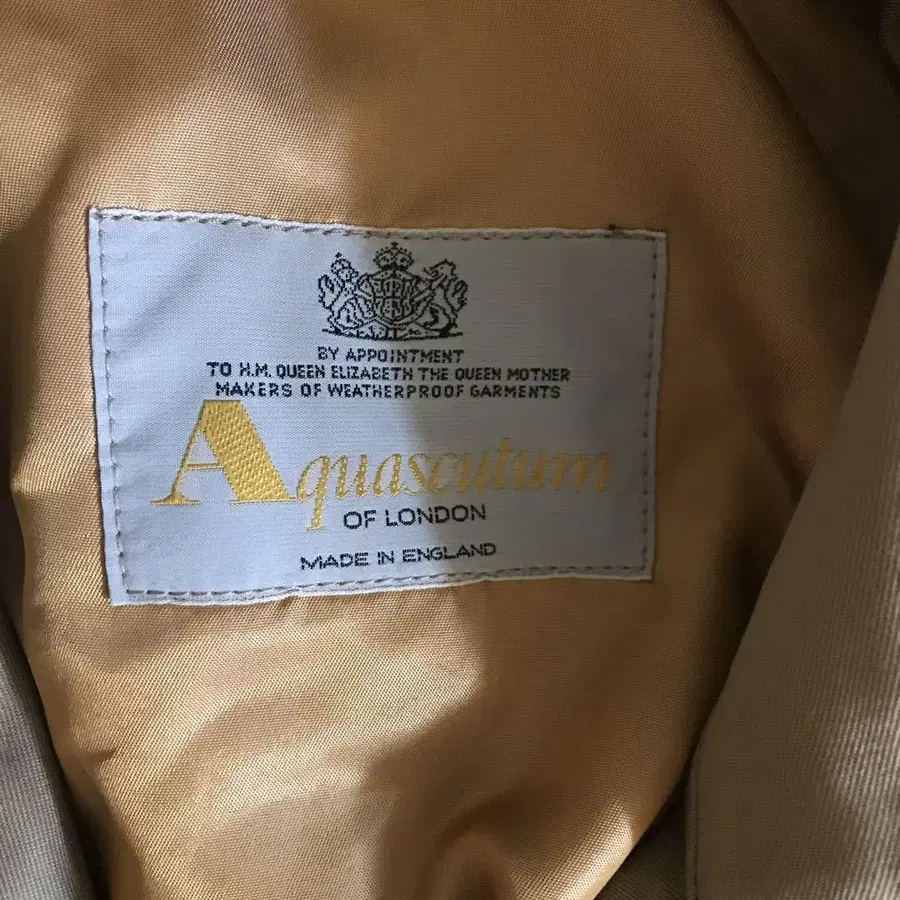 BY APPOINTMENT
TO H.M. QUEEN ELIZABETH THE QUEEN MOTHER
MAKERS OF WEATHERPROOF GARMENTS
Aquascutum
OF LONDON
MADE IN ENGLAND